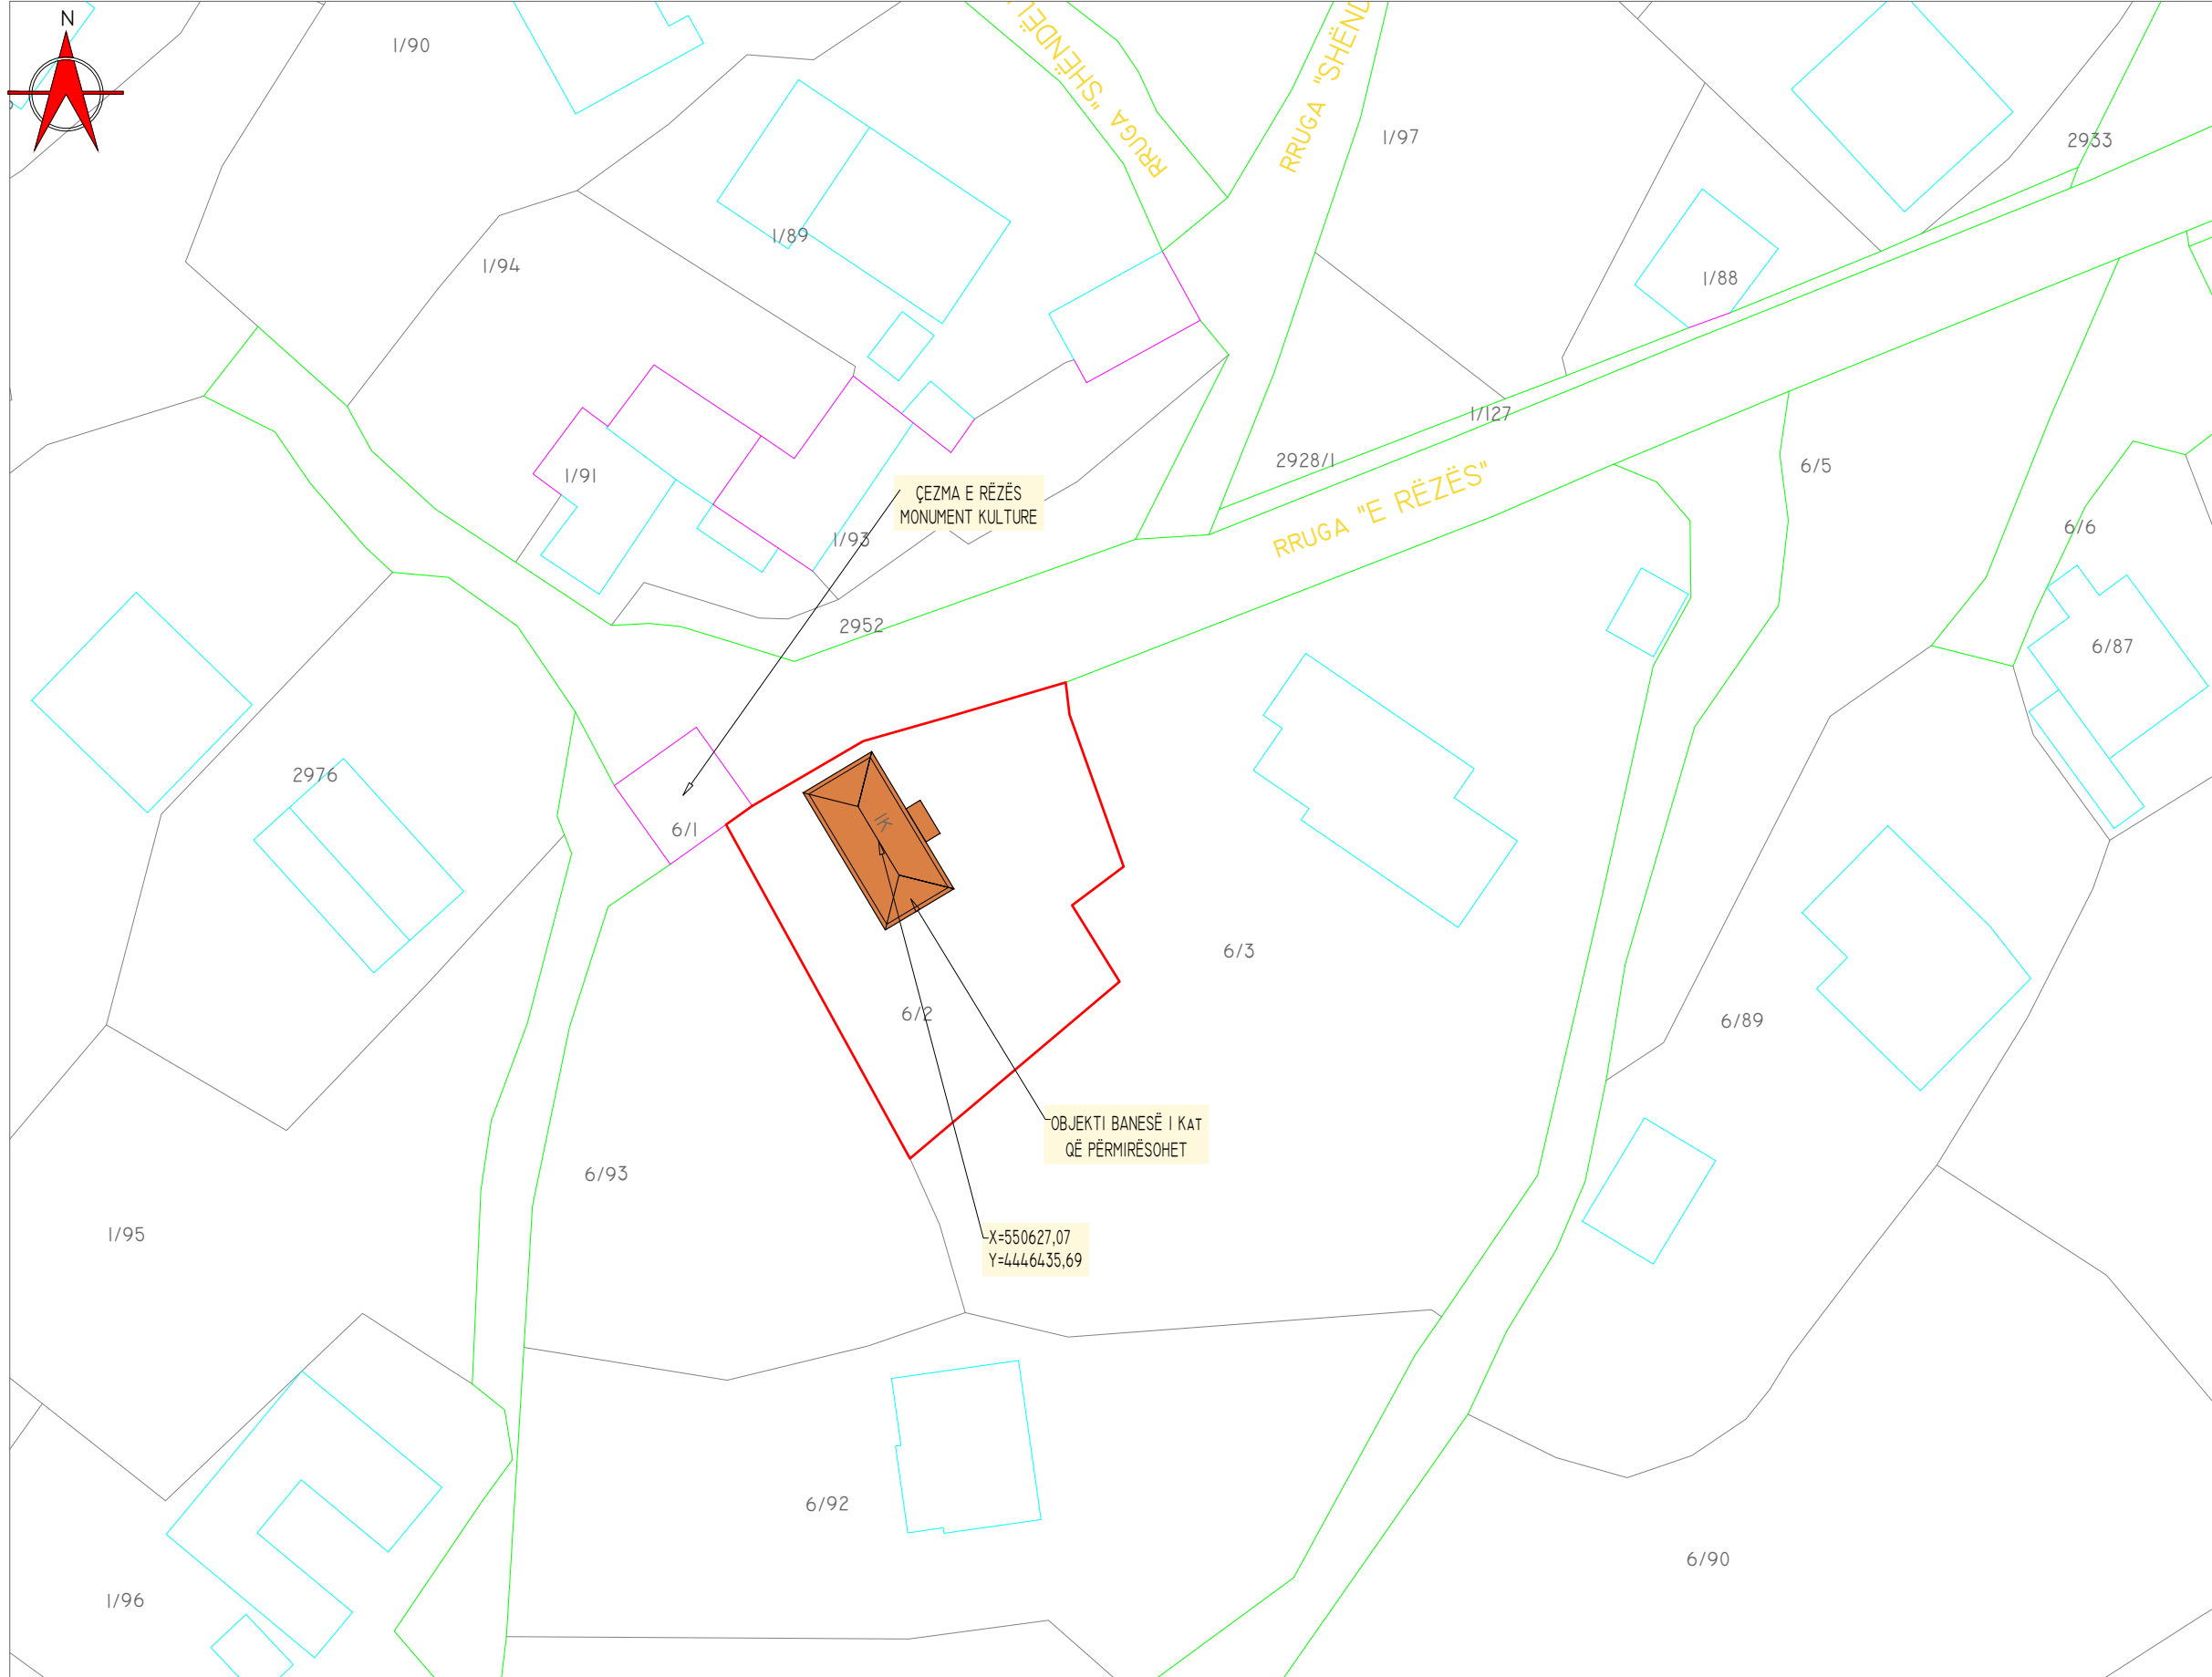 N
1/90
RRUGA "SHËNDËL
RRUGA "SHËND
1/97
2933
1/89
1/94
1/88
1/127
2928/1
RRUGA "E RËZËS"
6/5
1/91
ÇEZMA E RËZËS
MONUMENT KULTURE
1/93
6/6
2952
6/87
2976
6/1
1K
6/3
6/2
6/89
OBJEKTI BANESË 1 KAT
QË PËRMIRËSOHET
6/93
1/95
X=550627,07
Y=4446435,69
6/92
6/90
1/96